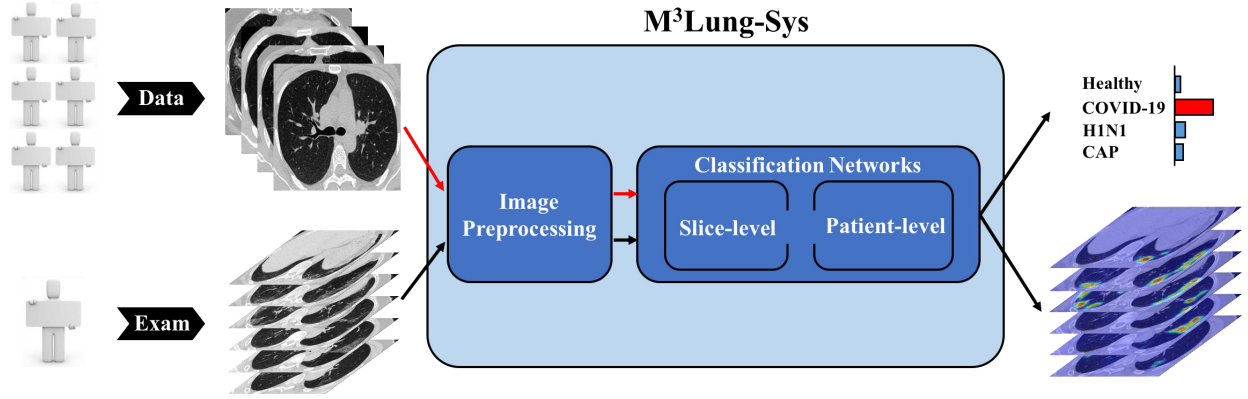 M³Lung-Sys
Data
Exam
Image
Preprocessing
Classification Networks
Slice-level
Patient-level
Healthy
COVID-19
H1N1
CAP